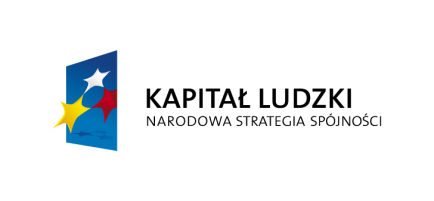 KAPITAŁ LUDZKI
NARODOWA STRATEGIA SPÓJNOŚCI